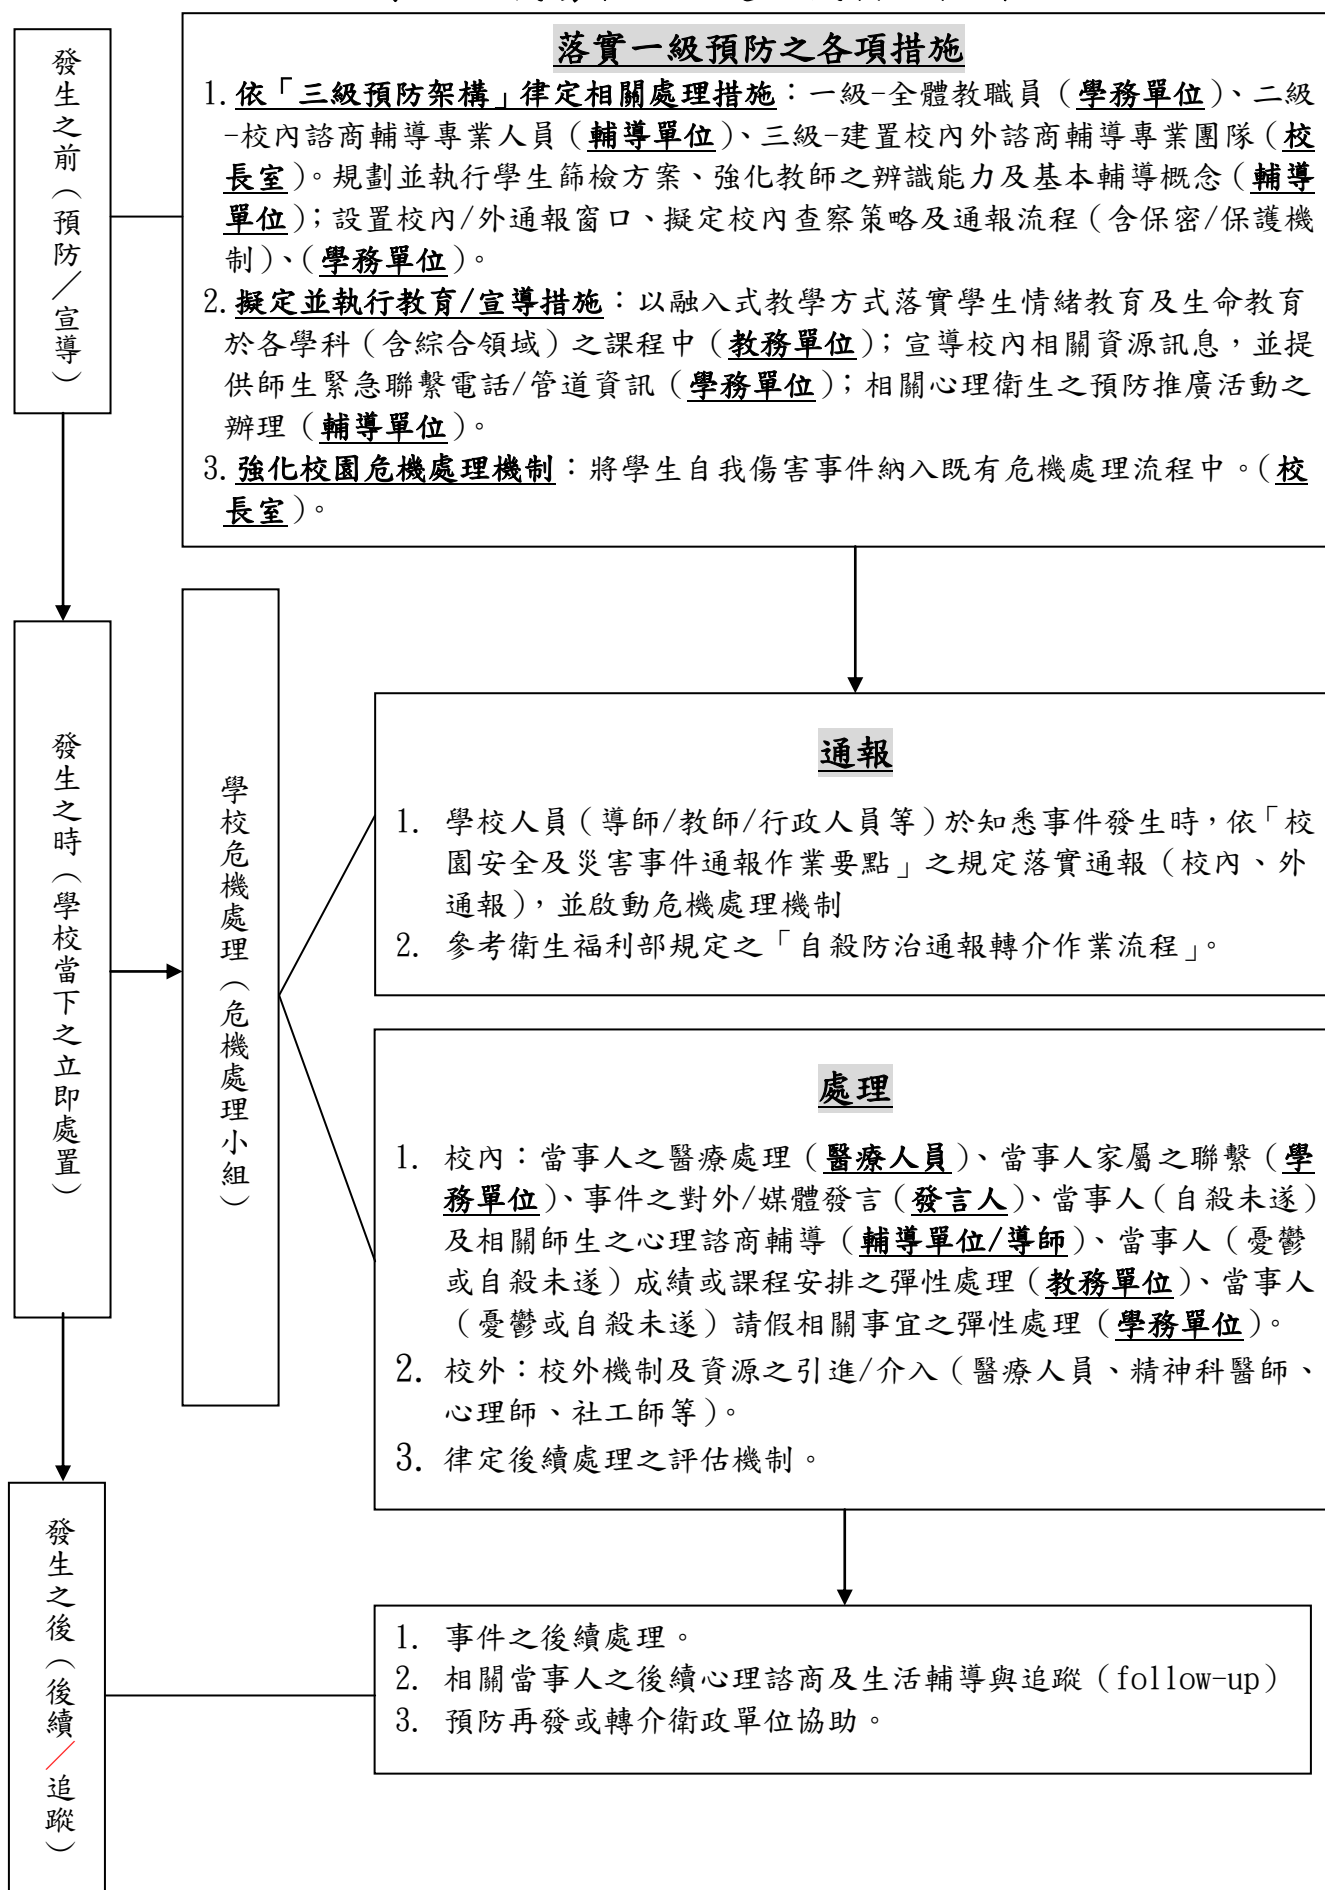 發生之前（預防／宣導）
落實一級預防之各項措施
1.依「三級預防架構」律定相關處理措施：一級-全體教職員（學務單位）、二級
-校內諮商輔導專業人員（輔導單位）、三級-建置校內外諮商輔導專業團隊（校
長室）。規劃並執行學生篩檢方案、強化教師之辨識能力及基本輔導概念（輔導
單位）；設置校內/外通報窗口、擬定校內查察策略及通報流程（含保密/保護機
制）、（學務單位）。
2.擬定並執行教育/宣導措施：以融入式教學方式落實學生情緒教育及生命教育
於各學科（含綜合領域）之課程中（教務單位）；宣導校內相關資源訊息，並提
供師生緊急聯繫電話/管道資訊（學務單位）；相關心理衛生之預防推廣活動之
辦理（輔導單位）。
3.強化校園危機處理機制：將學生自我傷害事件納入既有危機處理流程中。（校
長室）。
發生之時（學校當下之立即處置）
學校危機處理（危機處理小組）
通報
1. 學校人員（導師/教師/行政人員等）於知悉事件發生時，依「校
園安全及災害事件通報作業要點」之規定落實通報（校內、外
通報），並啟動危機處理機制
2. 參考衛生福利部規定之「自殺防治通報轉介作業流程」。
處理
1. 校內：當事人之醫療處理（醫療人員）、當事人家屬之聯繫（學
務單位）、事件之對外/媒體發言（發言人）、當事人（自殺未遂）
及相關師生之心理諮商輔導（輔導單位/導師）、當事人（憂鬱
或自殺未遂）成績或課程安排之彈性處理（教務單位）、當事人
（憂鬱或自殺未遂）請假相關事宜之彈性處理（學務單位）。
2. 校外：校外機制及資源之引進/介入（醫療人員、精神科醫師、
心理師、社工師等）。
3. 律定後續處理之評估機制。
發生之後（後續／追蹤）
1. 事件之後續處理。
2. 相關當事人之後續心理諮商及生活輔導與追蹤（follow-up）
3. 預防再發或轉介衛政單位協助。